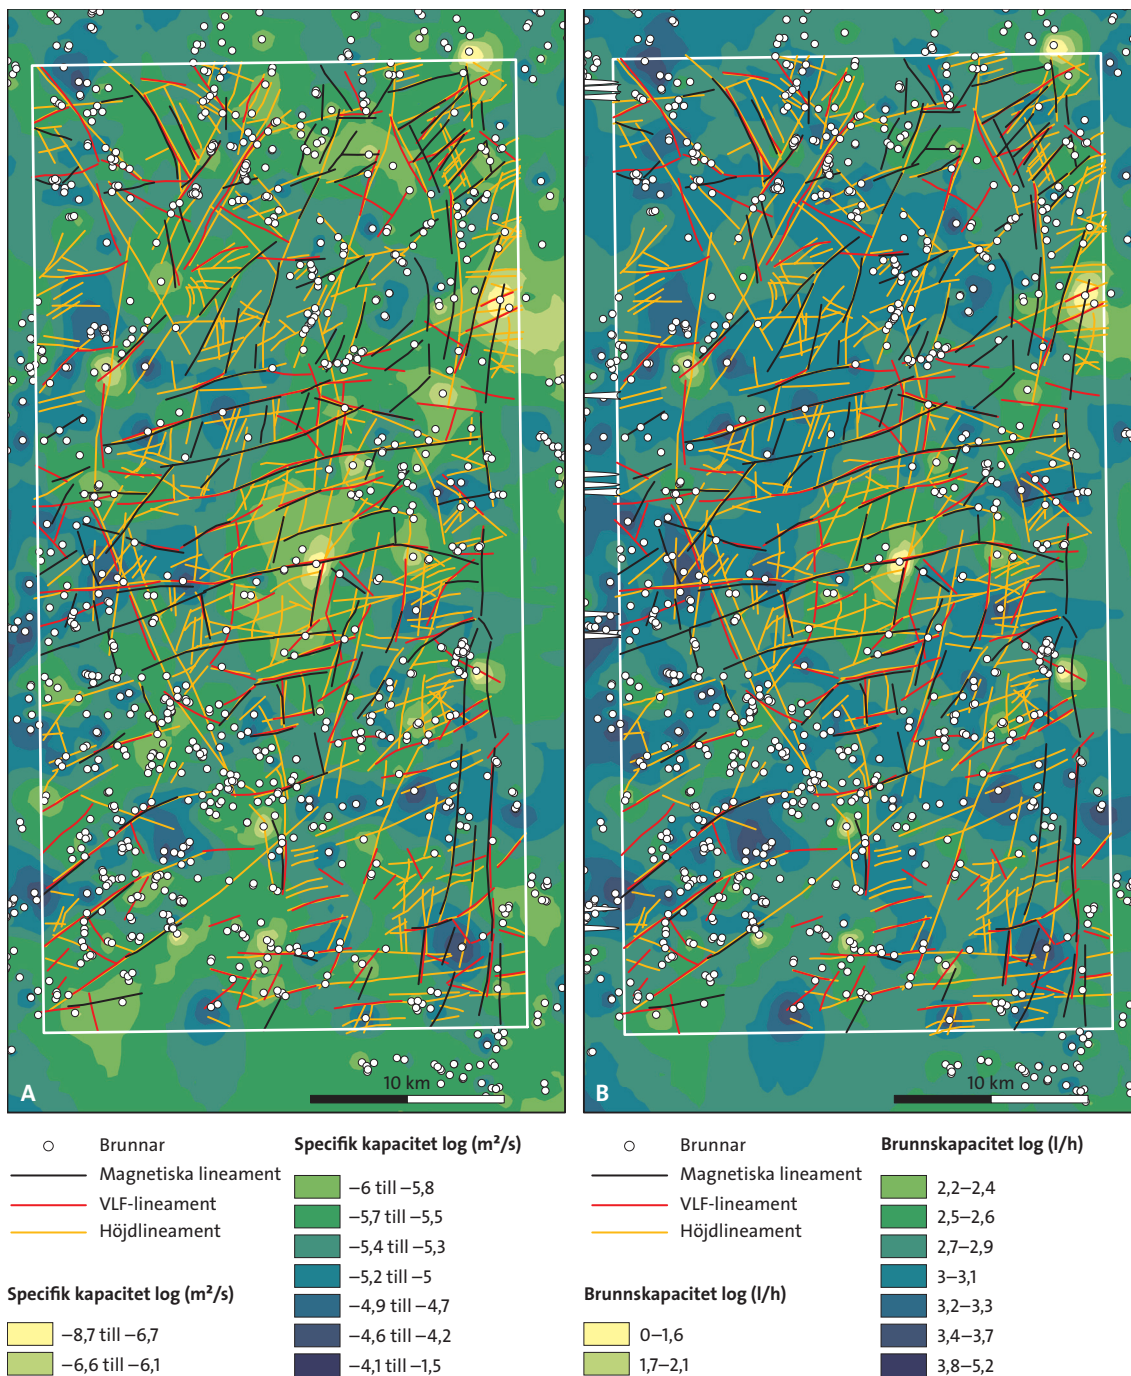 A
10 km
B
10 km
Brunnar
Magnetiska lineament
VLF-lineament
Höjdlineament
Specifik kapacitet log (m²/s)
−8,7 till −6,7
−6,6 till −6,1
Specifik kapacitet log (m²/s)
−6 till −5,8
−5,7 till −5,5
−5,4 till −5,3
−5,2 till −5
−4,9 till −4,7
−4,6 till −4,2
−4,1 till −1,5
Brunnar
Magnetiska lineament
VLF-lineament
Höjdlineament
Brunnskapacitet log (l/h)
0–1,6
1,7–2,1
Brunnskapacitet log (l/h)
2,2–2,4
2,5–2,6
2,7–2,9
3–3,1
3,2–3,3
3,4–3,7
3,8–5,2